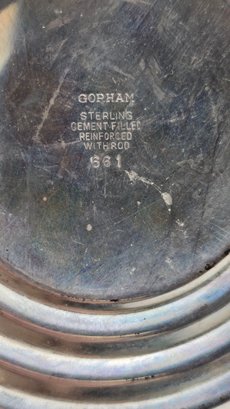 GORHAM
STERLING
CEMENT FILLED
REINFORCED
WITH ROD
661